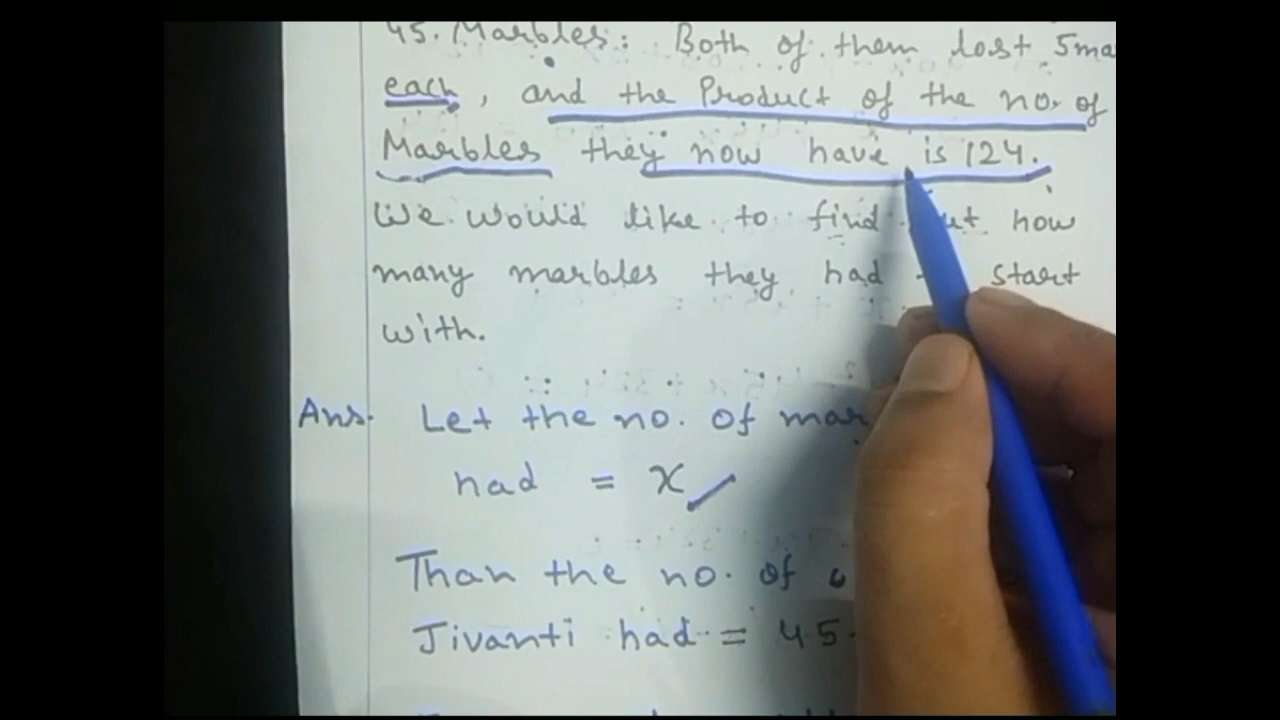 45. Marbles: Both of them lost 5
each, and the Product of the no. of
Marbles they now have is 124.
We would like to find how
many marbles they had start
with.
Ans. Let the no. of
had = x
Than the no. of
Jivanti had = 45-